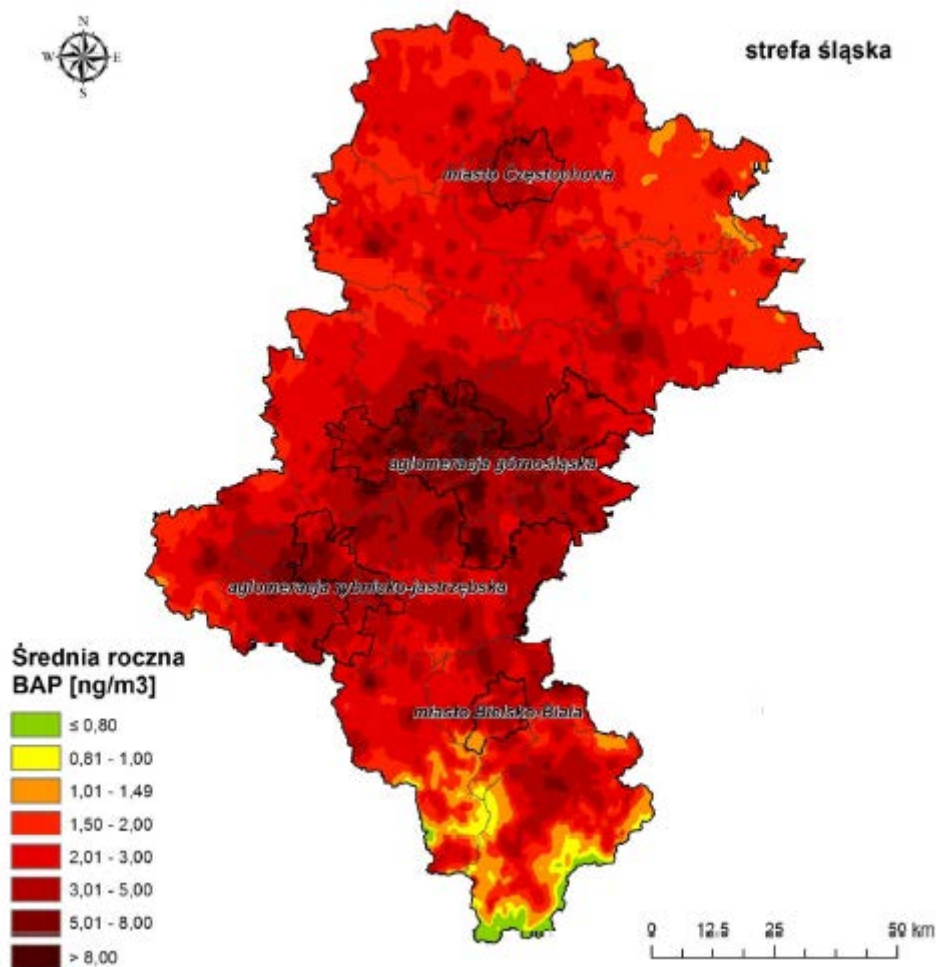 N
W E
S
strefa śląska
miasto Częstochowa
aglomeracja górnośląska
aglomeracja rybnicko-jastrzębska
miasto Bielsko-Biała
Średnia roczna
BAP [ng/m3]
≤ 0,80
0,81 - 1,00
1,01 - 1,49
1,50 - 2,00
2,01 - 3,00
3,01 - 5,00
5,01 - 8,00
> 8,00
0 12.5 25 50 km